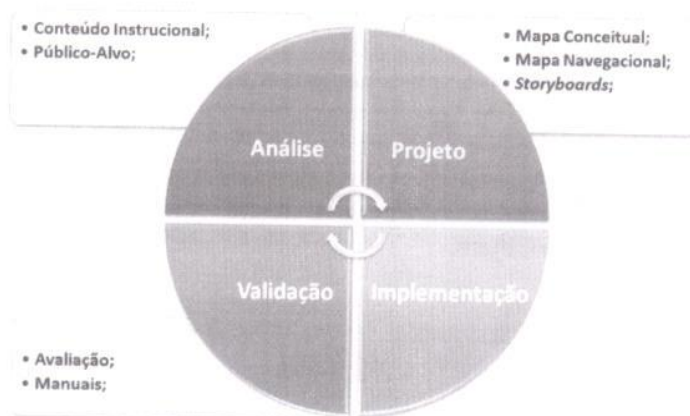 • Conteúdo Instrucional;
• Público-Alvo;
• Mapa Conceitual;
• Mapa Navegacional;
• Storyboards;
Análise
Projeto
Validação
Implementação
• Avaliação;
• Manuais;